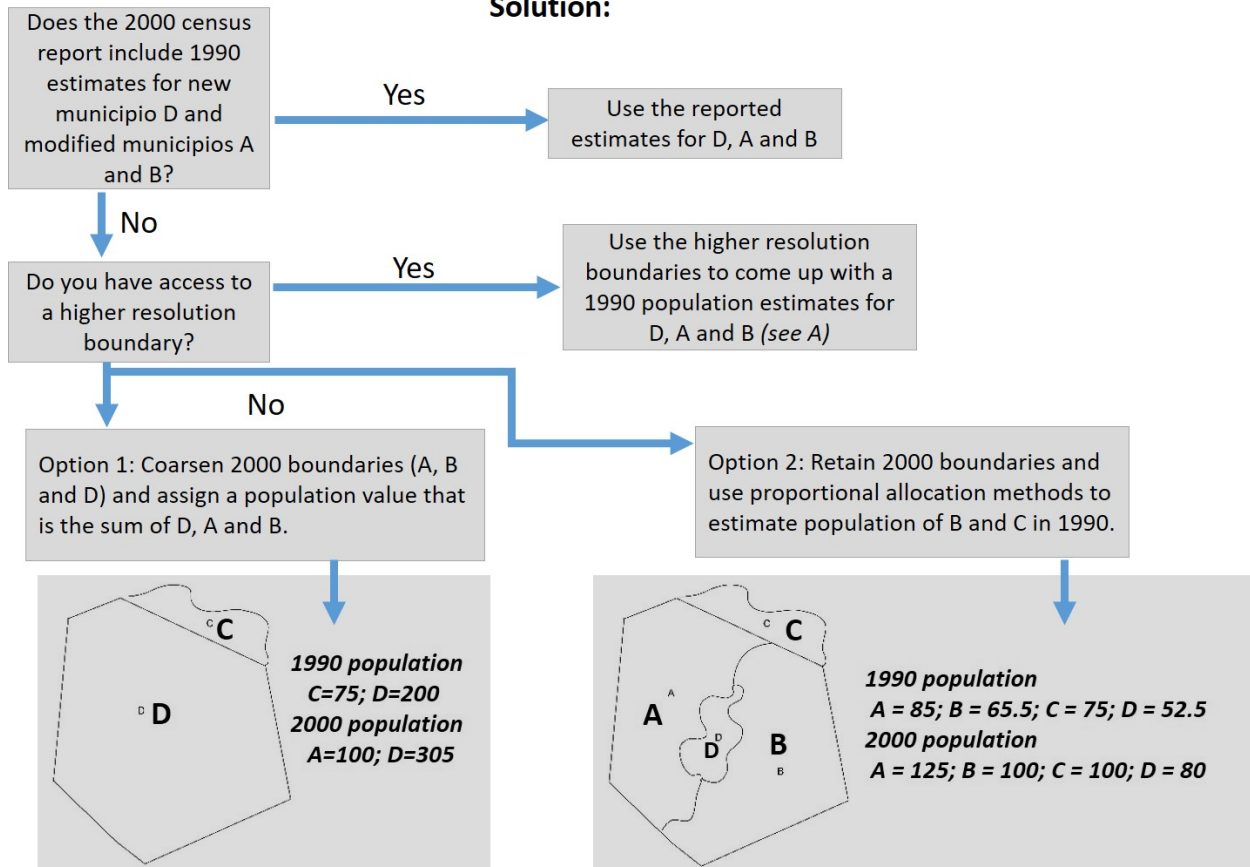 Solution:
Does the 2000 census
report include 1990
estimates for new
municipio D and
modified municipios A
and B?
Yes
Use the reported
estimates for D, A and B
No
Do you have access to
a higher resolution
boundary?
Yes
Use the higher resolution
boundaries to come up with a
1990 population estimates for
D, A and B (see A)
No
Option 1: Coarsen 2000 boundaries (A, B
and D) and assign a population value that
is the sum of D, A and B.
Option 2: Retain 2000 boundaries and
use proportional allocation methods to
estimate population of B and C in 1990.
C C
D D
1990 population
C=75; D=200
2000 population
A=100; D=305
C C
A A
D
D
B
B
1990 population
A = 85; B = 65.5; C = 75; D = 52.5
2000 population
A = 125; B = 100; C = 100; D = 80